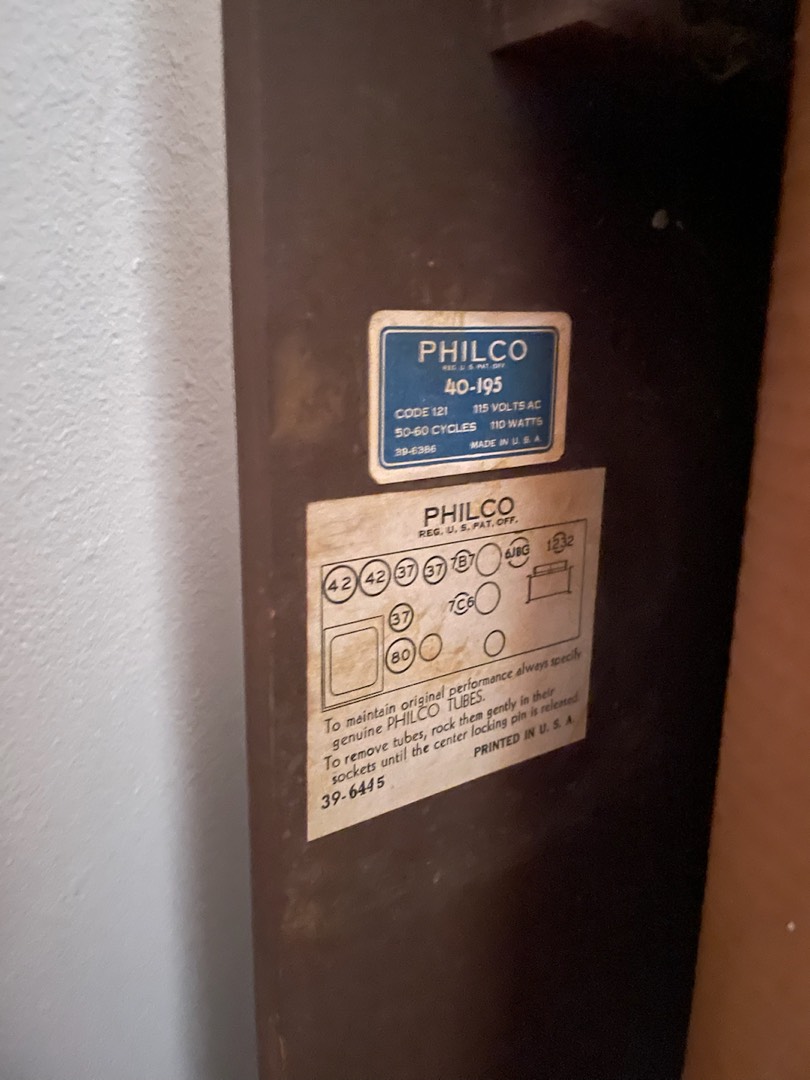 PHILCO
REG. U. S. PAT. OFF.
40-195
CODE 121 115 VOLTS AC
50-60 CYCLES 110 WATTS
39-6386 MADE IN U. S. A.
PHILCO
REG. U. S. PAT. OFF.
42 42 37 37 7B7 6J8G 1232
37 7C6
80
To maintain original performance always specify
genuine PHILCO TUBES.
To remove tubes, rock them gently in their
sockets until the center locking pin is released.
39-6445 PRINTED IN U. S. A.